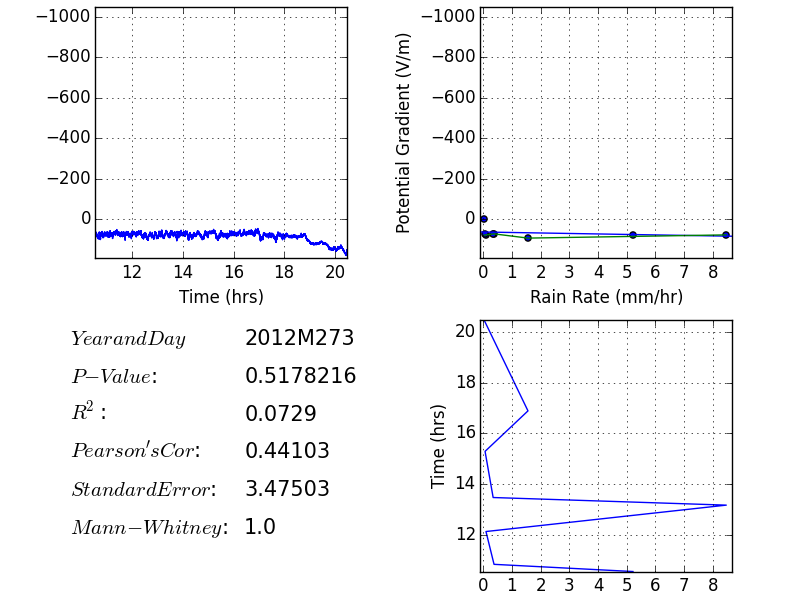 −1000
−800
−600
−400
−200
0
12 14 16 18 20
Time (hrs)
Potential Gradient (V/m)
−1000
−800
−600
−400
−200
0
0 1 2 3 4 5 6 7 8
Rain Rate (mm/hr)
YearandDay 2012M273
P−Value: 0.5178216
R²: 0.0729
Pearson'sCor: 0.44103
StandardError: 3.47503
Mann−Whitney: 1.0
Time (hrs)
20
18
16
14
12
0 1 2 3 4 5 6 7 8